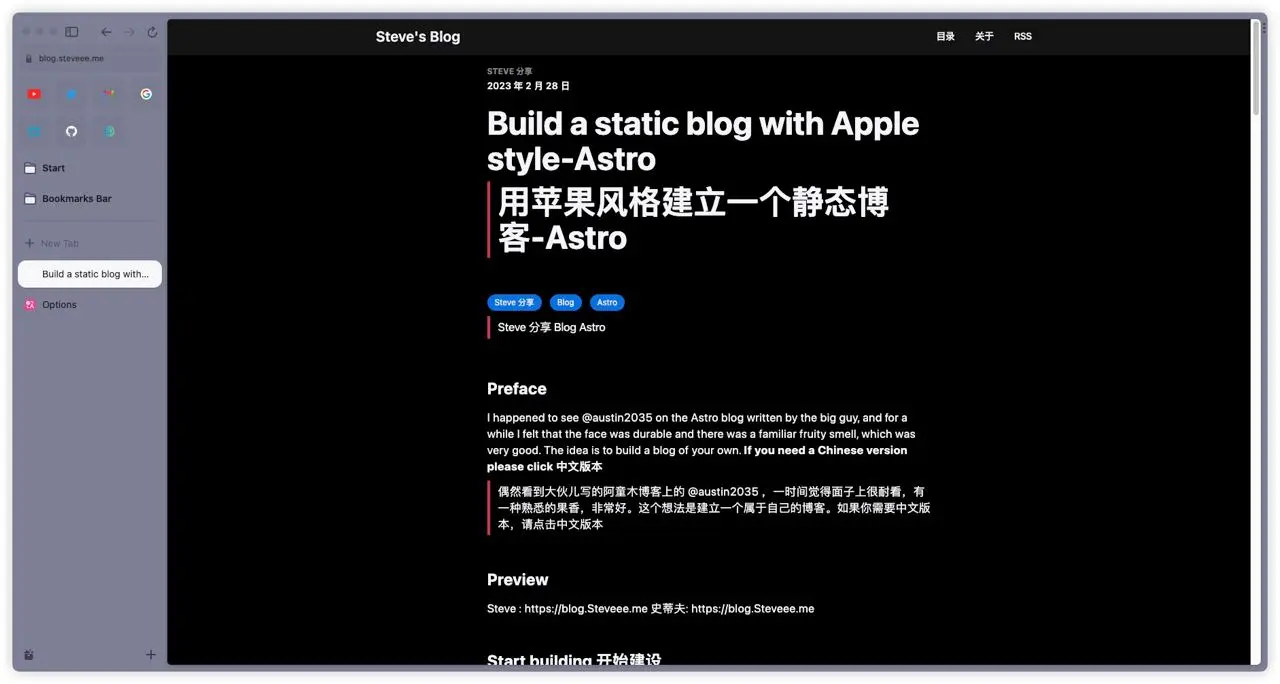 blog.steveee.me
Start
Bookmarks Bar
New Tab
Build a static blog with...
Options
Steve's Blog
目录 关于 RSS
STEVE 分享
2023 年 2 月 28 日
Build a static blog with Apple
style-Astro
用苹果风格建立一个静态博
客-Astro
Steve 分享 Blog Astro
Steve 分享 Blog Astro
Preface
I happened to see @austin2035 on the Astro blog written by the big guy, and for a
while I felt that the face was durable and there was a familiar fruity smell, which was
very good. The idea is to build a blog of your own. If you need a Chinese version
please click 中文版本
偶然看到大伙儿写的阿童木博客上的 @austin2035 ，一时间觉得面子上很耐看，有
一种熟悉的果香，非常好。这个想法是建立一个属于自己的博客。如果你需要中文版
本，请点击中文版本
Preview
Steve : https://blog.Steveee.me 史蒂夫: https://blog.Steveee.me
Start building 开始建设